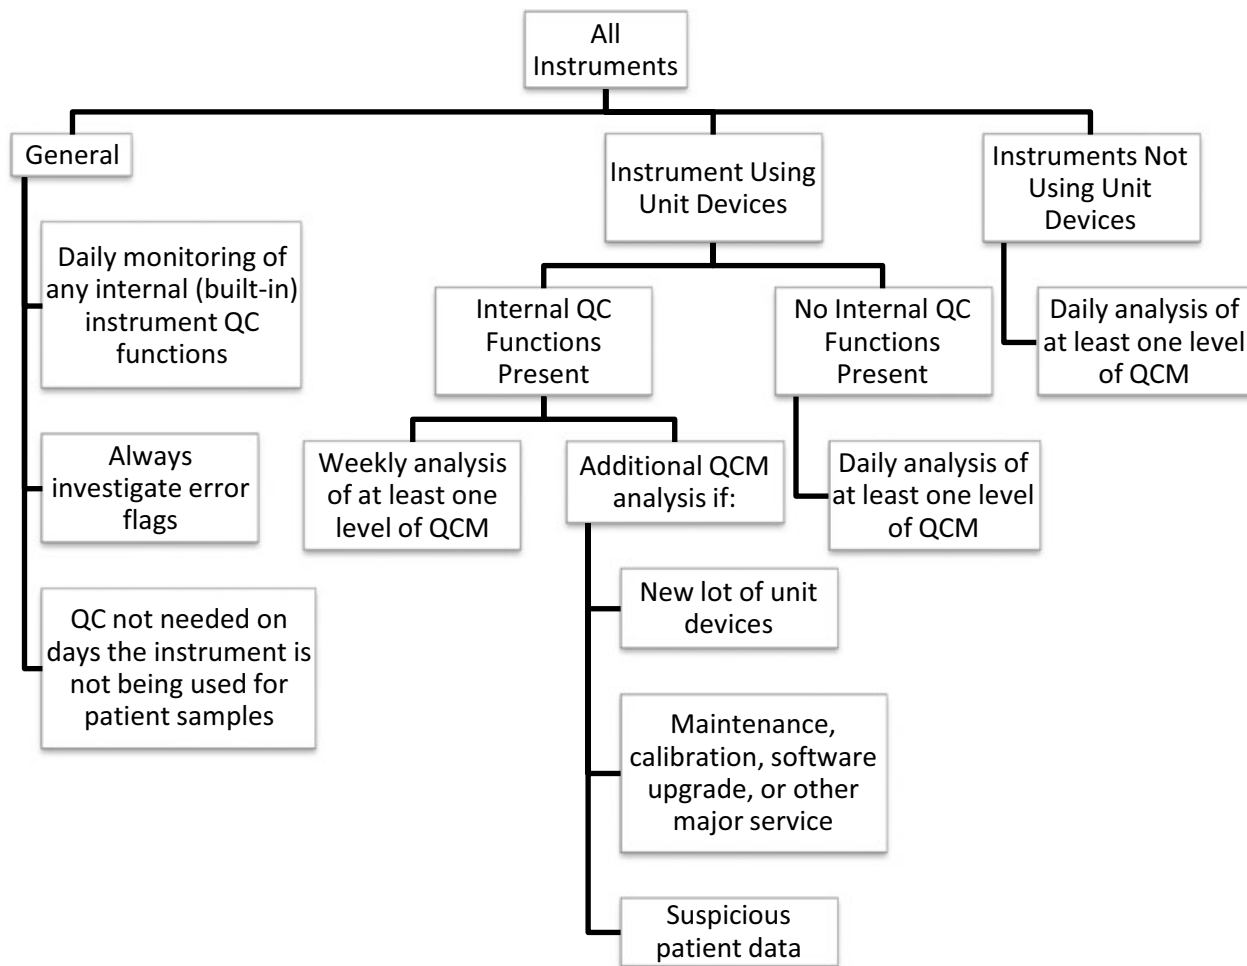 All
Instruments
General
Instrument Using
Unit Devices
Instruments Not
Using Unit
Devices
Daily monitoring of
any internal (built-in)
instrument QC
functions
Internal QC
Functions
Present
No Internal QC
Functions
Present
Daily analysis of
at least one level
of QCM
Always
investigate error
flags
Weekly analysis
of at least one
level of QCM
Additional QCM
analysis if:
Daily analysis of
at least one level
of QCM
QC not needed on
days the instrument is
not being used for
patient samples
New lot of unit
devices
Maintenance,
calibration, software
upgrade, or other
major service
Suspicious
patient data